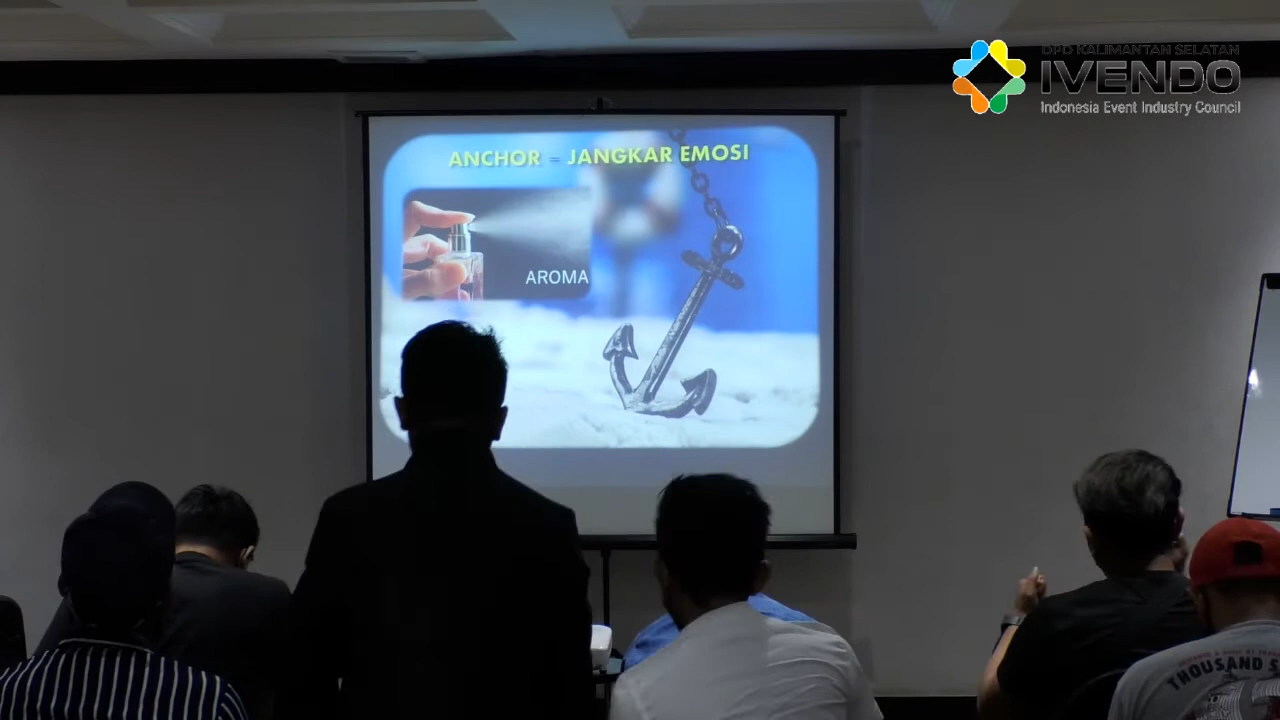 DPD KALIMANTAN SELATAN
IVENDO
Indonesia Event Industry Council
ANCHOR = JANGKAR EMOSI
AROMA
THOUSAND S